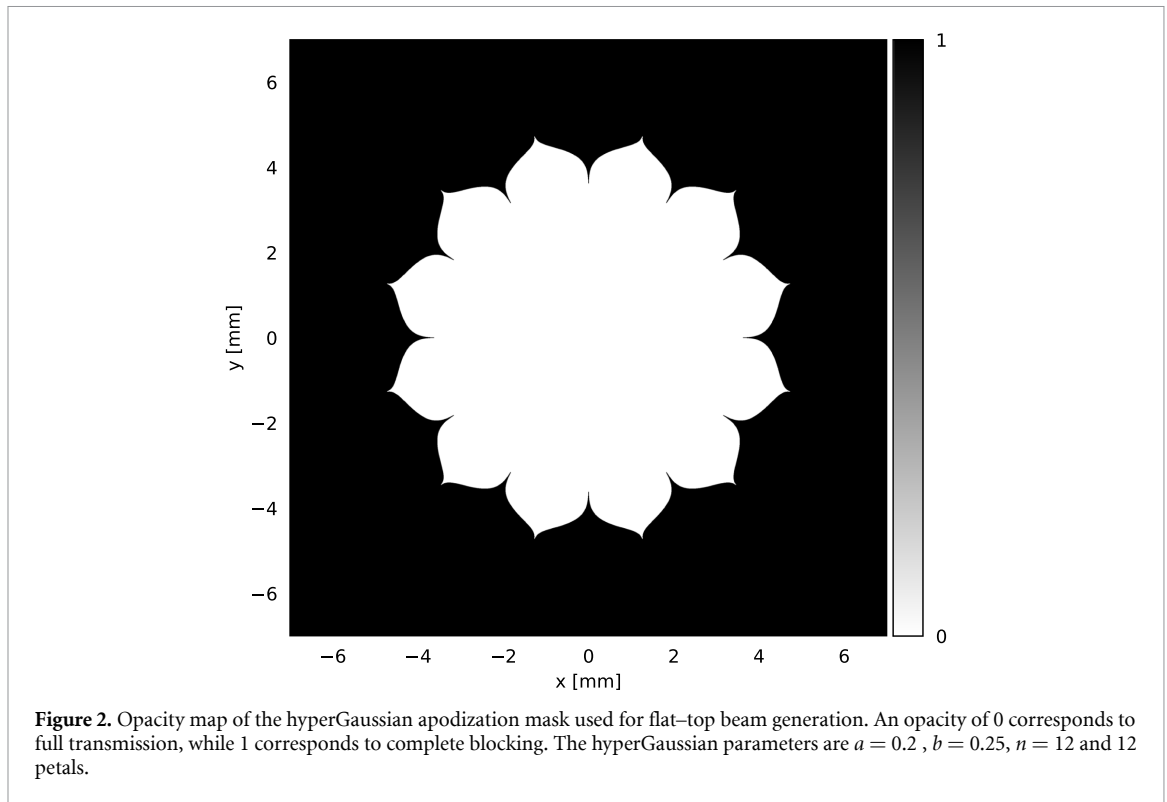 1
6
4
2
0
−2
−4
−6
y [mm]
0
−6 −4 −2 0 2 4 6
x [mm]
Figure 2. Opacity map of the hyperGaussian apodization mask used for flat–top beam generation. An opacity of 0 corresponds to
full transmission, while 1 corresponds to complete blocking. The hyperGaussian parameters are a = 0.2 , b = 0.25, n = 12 and 12
petals.